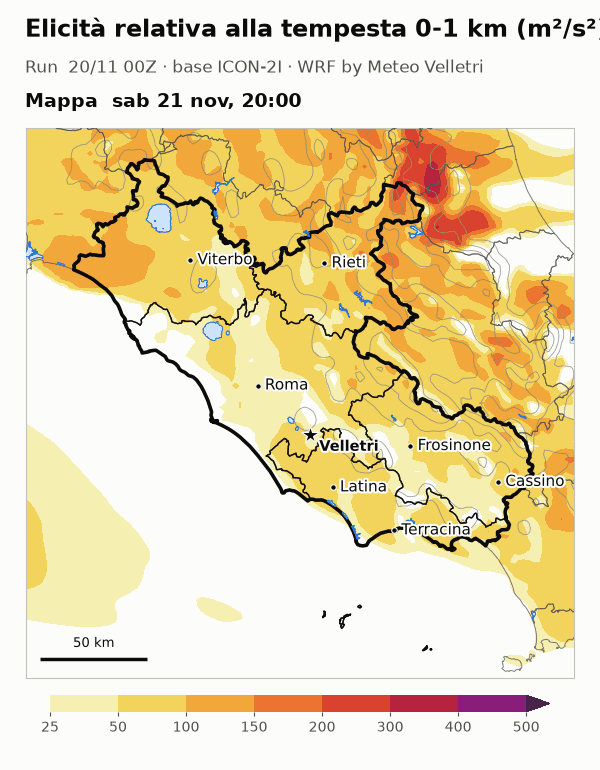 Elicità relativa alla tempesta 0-1 km (m²/s²)
Run 20/11 00Z · base ICON-2I · WRF by Meteo Velletri
Mappa sab 21 nov, 20:00
Viterbo
Rieti
Roma
Velletri
Frosinone
Cassino
Latina
Terracina
50 km
25 50 100 150 200 300 400 500